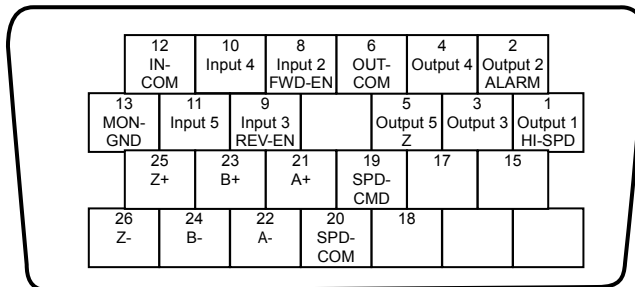 12 10 8 6 4 2
IN- Input 4 Input 2 OUT- Output 4 Output 2
COM FWD-EN COM ALARM
13 11 9 5 3 1
MON- Input 5 Input 3 Output 5 Output 3 Output 1
GND REV-EN Z HI-SPD
25 23 21 19 17 15
Z+ B+ A+ SPD-
CMD
26 24 22 20 18
Z- B- A- SPD-
COM